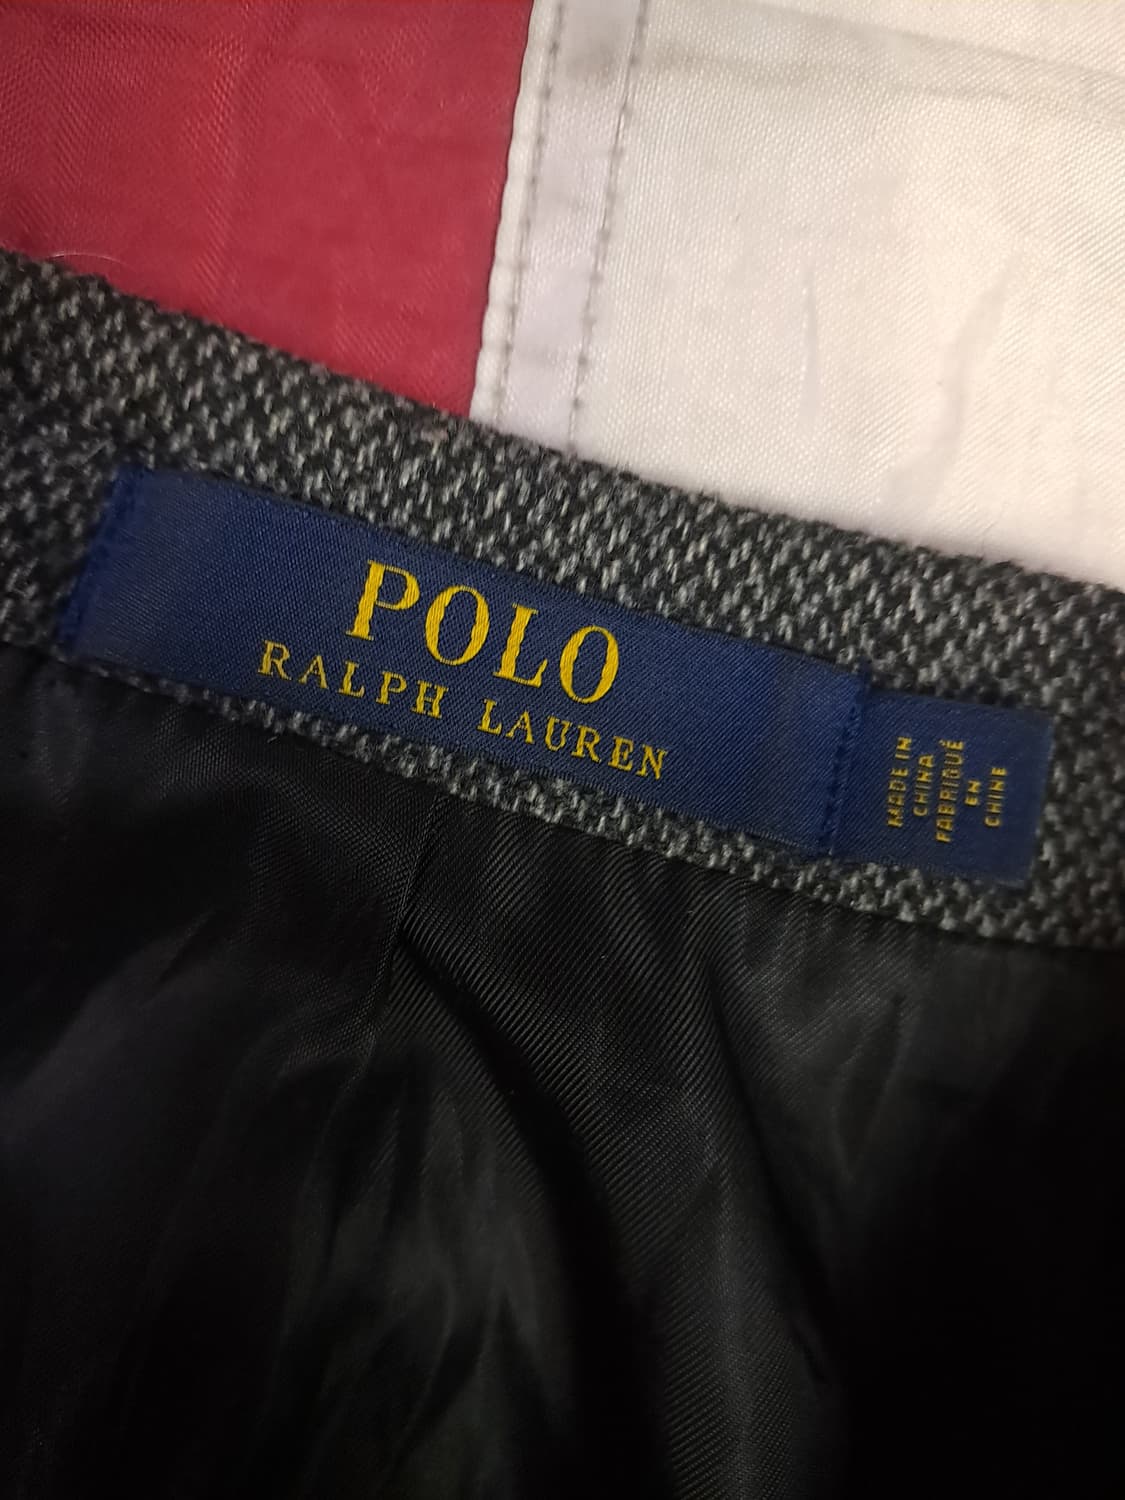 POLO
RALPH LAUREN
MADE IN
CHINA
FABRIQUÉ
EN
CHINE